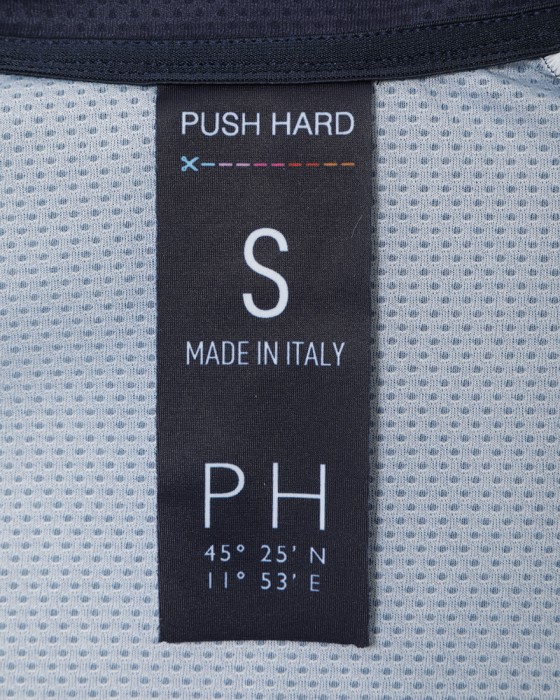 PUSH HARD
S
MADE IN ITALY
PH
45° 25' N
11° 53' E